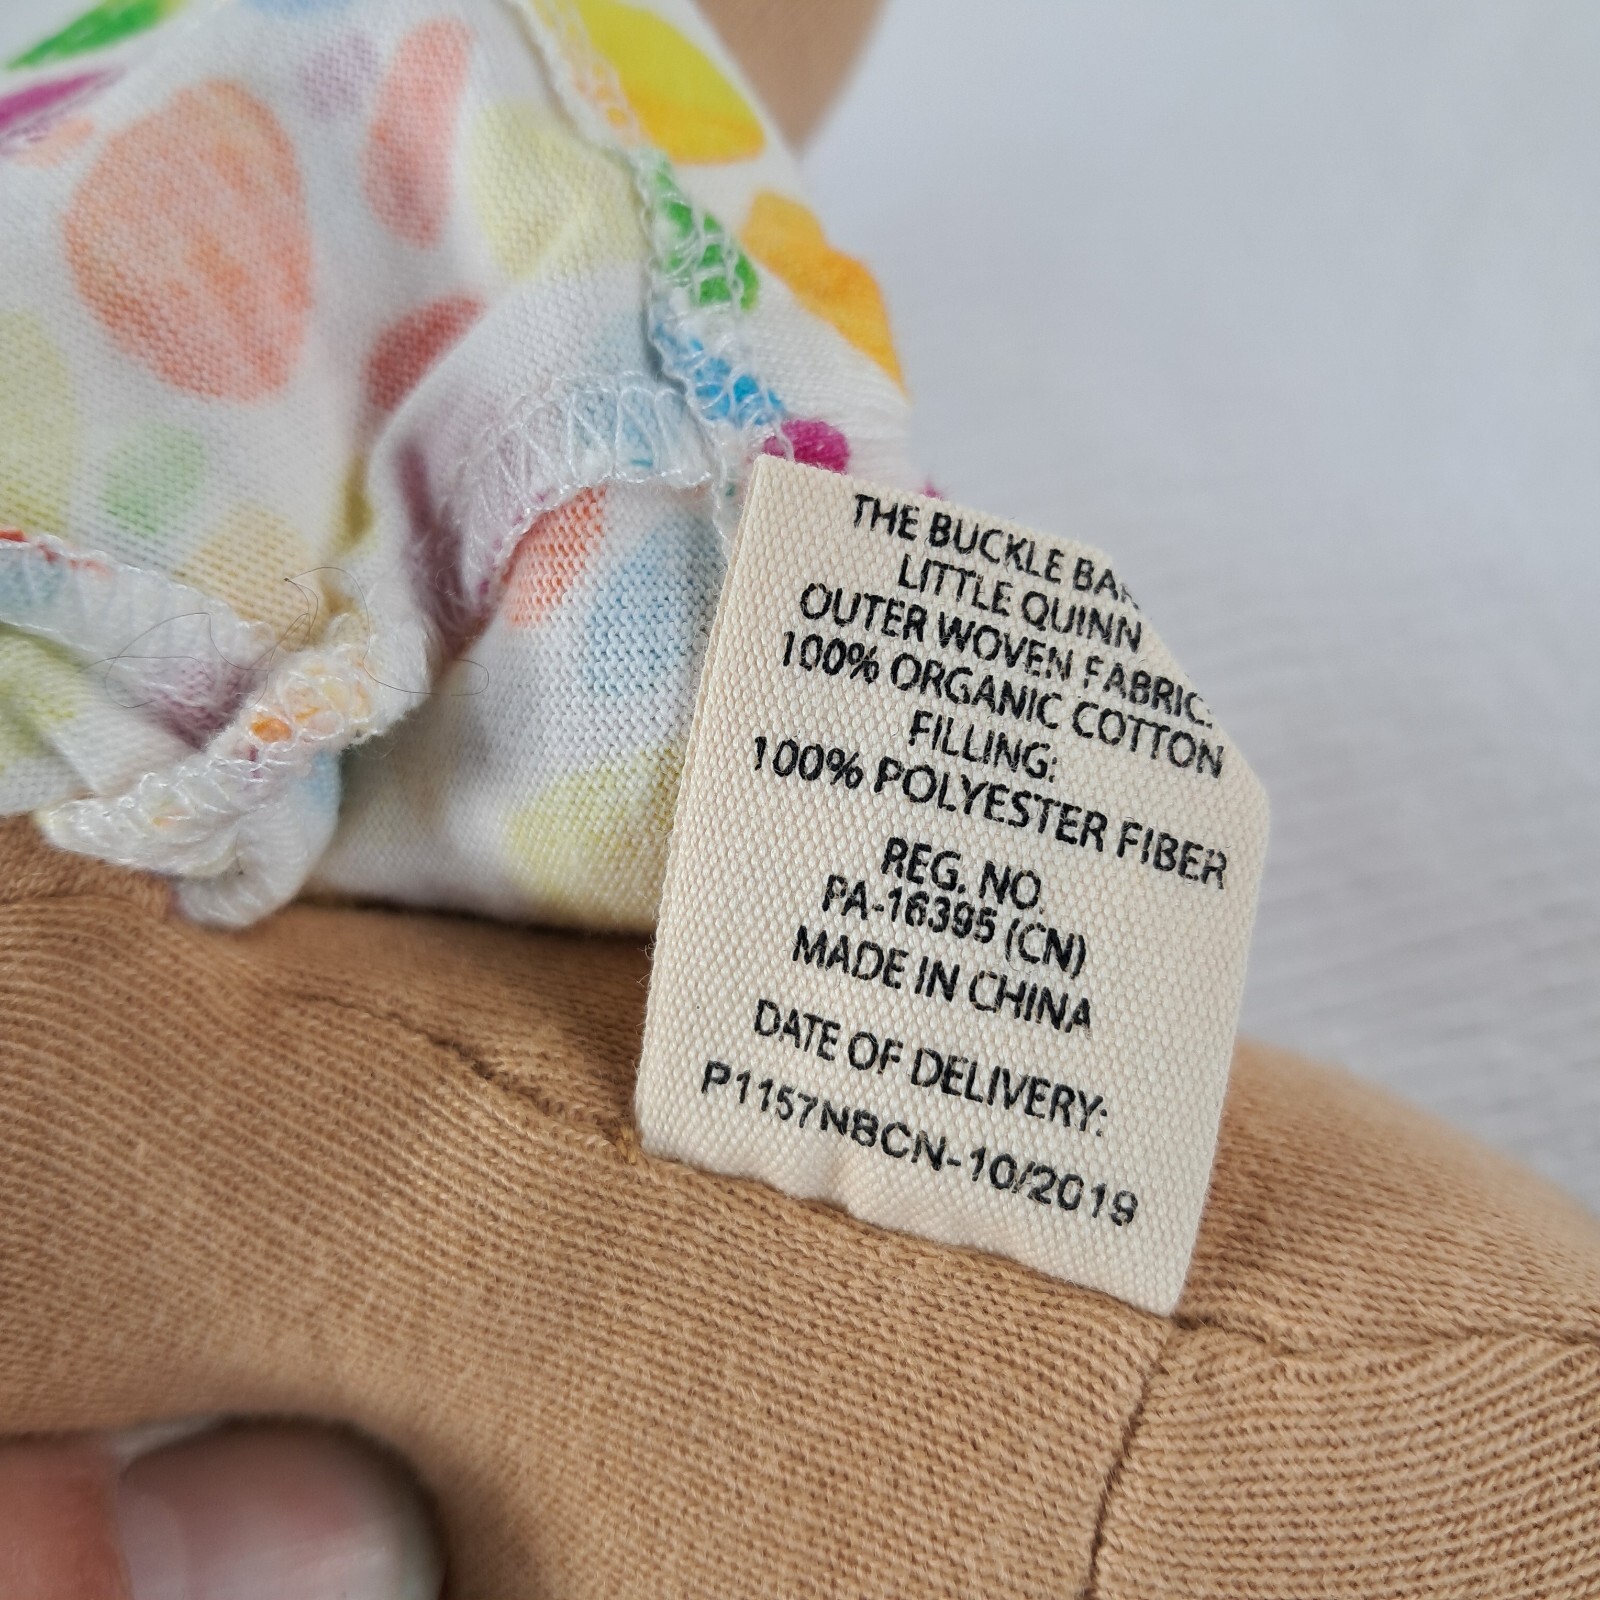 THE BUCKLE
LITTLE QUINN
OUTER WOVEN FABRIC:
100% ORGANIC COTTON
FILLING:
100% POLYESTER FIBER
REG. NO.
PA-16395 (CN)
MADE IN CHINA
DATE OF DELIVERY:
P1157NBCN-10/2019